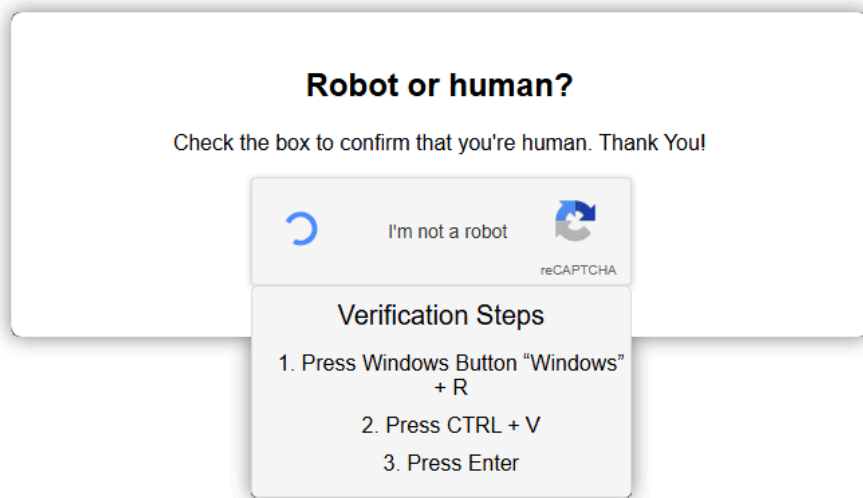 Robot or human?
Check the box to confirm that you're human. Thank You!
I'm not a robot
reCAPTCHA
Verification Steps
1. Press Windows Button “Windows”
+ R
2. Press CTRL + V
3. Press Enter